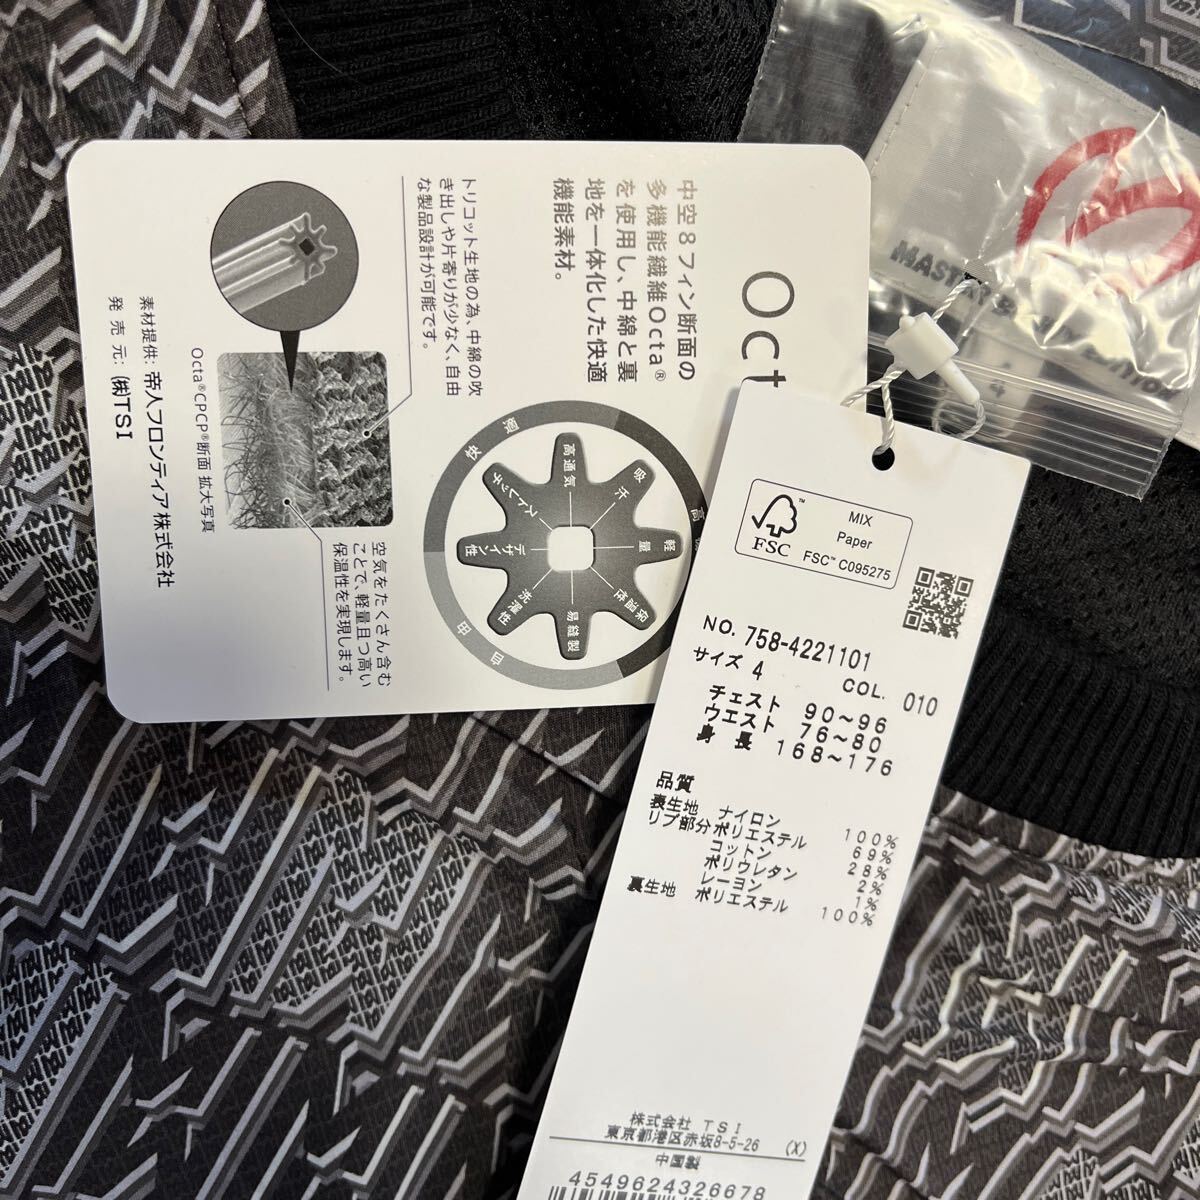 Oct
中空８フィン断面の
多機能繊維Octa®
を使用し、中綿と裏
地を一体化した快適
機能素材。
トリコット生地の為、中綿の吹
き出しや片寄りが少なく、自由
な製品設計が可能です。
Octa®CPCP®断面 拡大写真
空気をたくさん含む
ことで、軽量且つ高い
保温性を実現します。
素材提供: 帝人フロンティア株式会社
発 売 元: ㈱TSI
快適
自由
高
高通気
吸汗
軽量
保温性
易縫製
洗濯性
デザイン性
ストレッチ
MASTER
FSC
MIX
Paper
FSC™ C095275
NO. 758-4221101
サイズ 4 COL. 010
チェスト 90～96
ウエスト 76～80
身 長 168～176
品質
表生地 ナイロン 100%
リブ部分 ポリエステル 69%
コットン 28%
ポリウレタン 2%
レーヨン 1%
裏生地 ポリエステル 100%
株式会社 TSI
東京都港区赤坂8-5-26 (X)
中国製
4549624326678